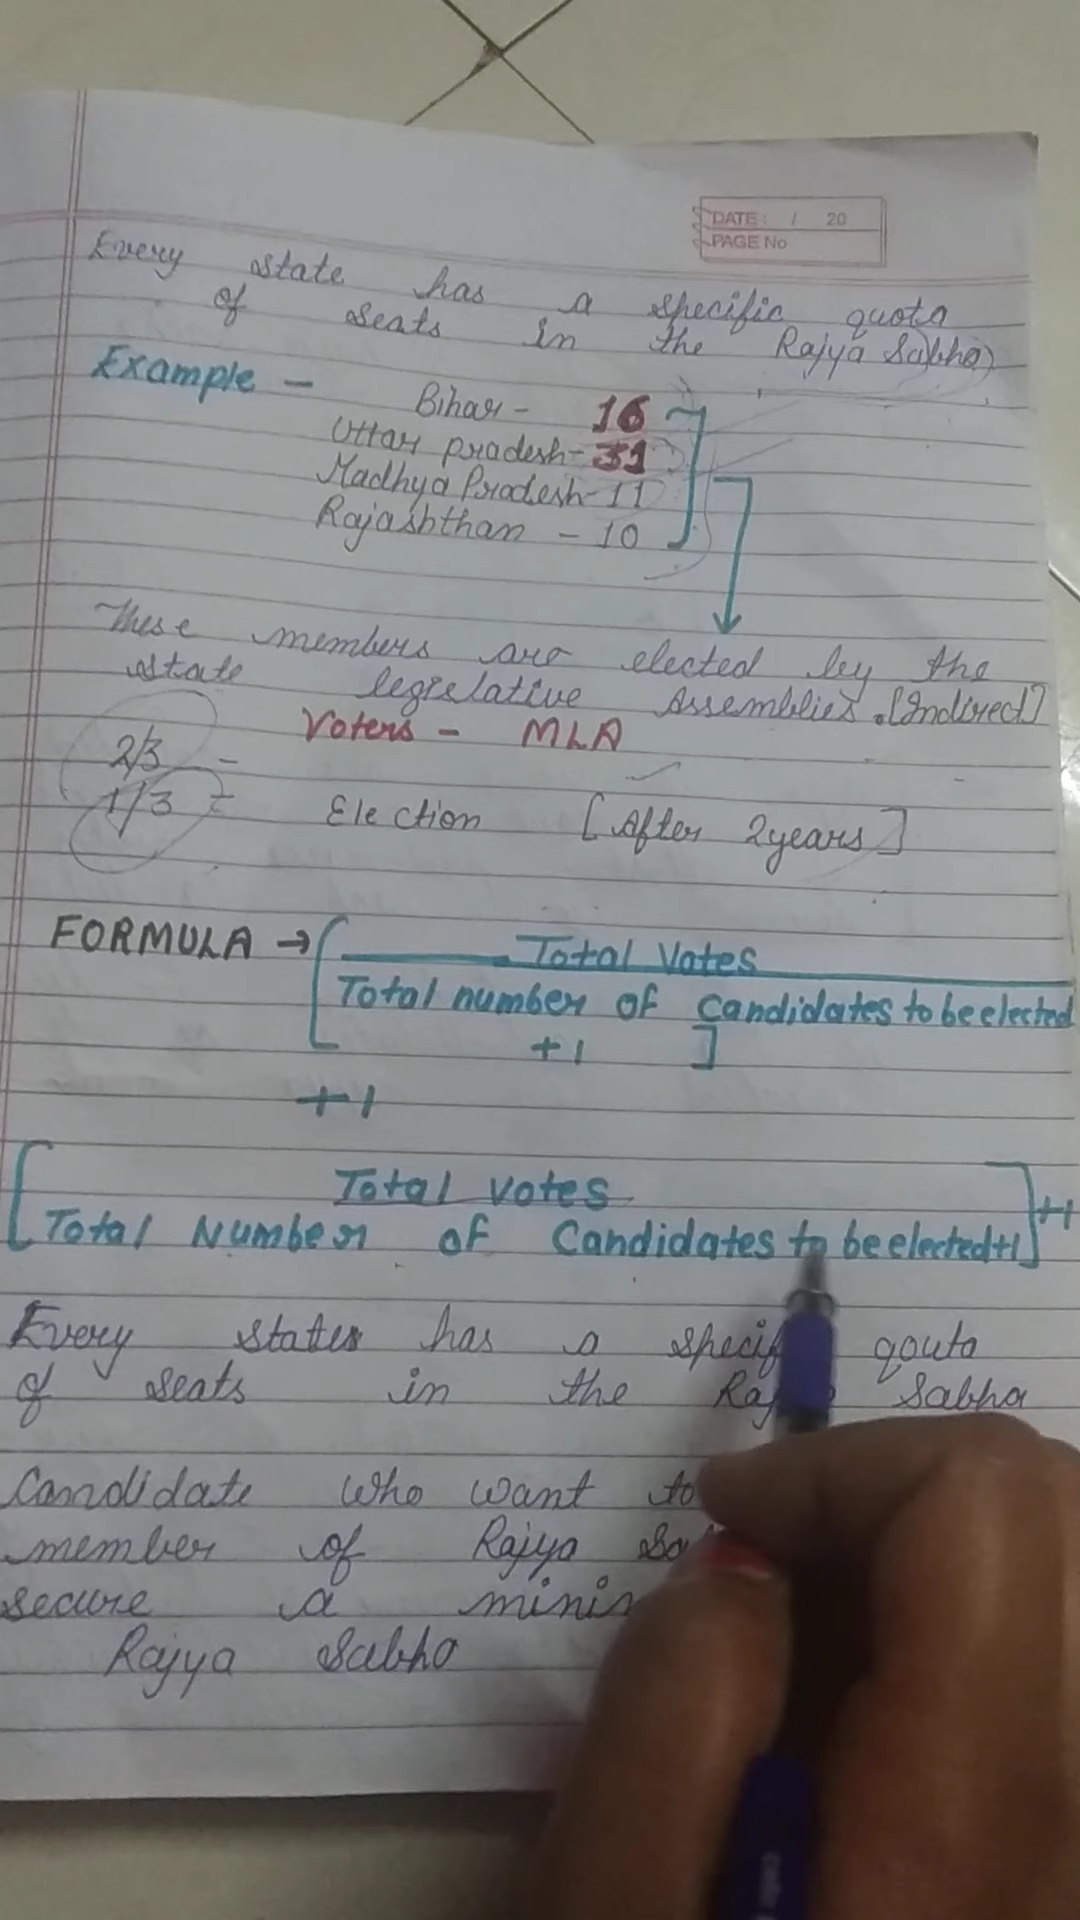 DATE: / 20
PAGE No
Every state has a specific quota
of seats in the Rajya Sabha
Example -
Bihar - 16
Uttar Pradesh - 31
Madhya Pradesh - 11
Rajashthan - 10
These members are elected by the
state legislative Assemblies. [Indirect]
Voters - MLA
2/3 -
1/3 - Election [After 2years]
FORMULA → [ Total Votes
Total number of candidates to be elected
+1 ]
+1
[ Total votes ] +1
Total Number of Candidates to be elected+1
Every states has a qouta
of seats in the Sabha
Candidate who want to
member of Rajya
secure a
Rajya Sabha